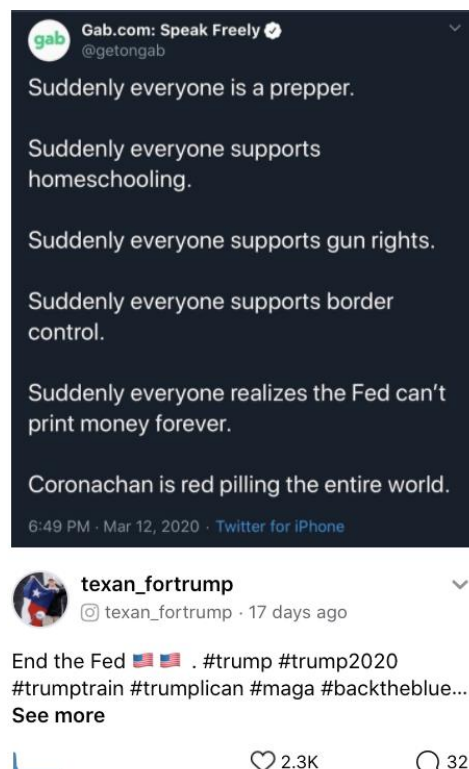 gab
Gab.com: Speak Freely
@getongab
Suddenly everyone is a prepper.
Suddenly everyone supports
homeschooling.
Suddenly everyone supports gun rights.
Suddenly everyone supports border
control.
Suddenly everyone realizes the Fed can't
print money forever.
Coronachan is red pilling the entire world.
6:49 PM · Mar 12, 2020 · Twitter for iPhone
texan_fortrump
texan_fortrump · 17 days ago
End the Fed 🇺🇸 🇺🇸 . #trump #trump2020
#trumptrain #trumplican #maga #backtheblue...
See more
2.3K 32